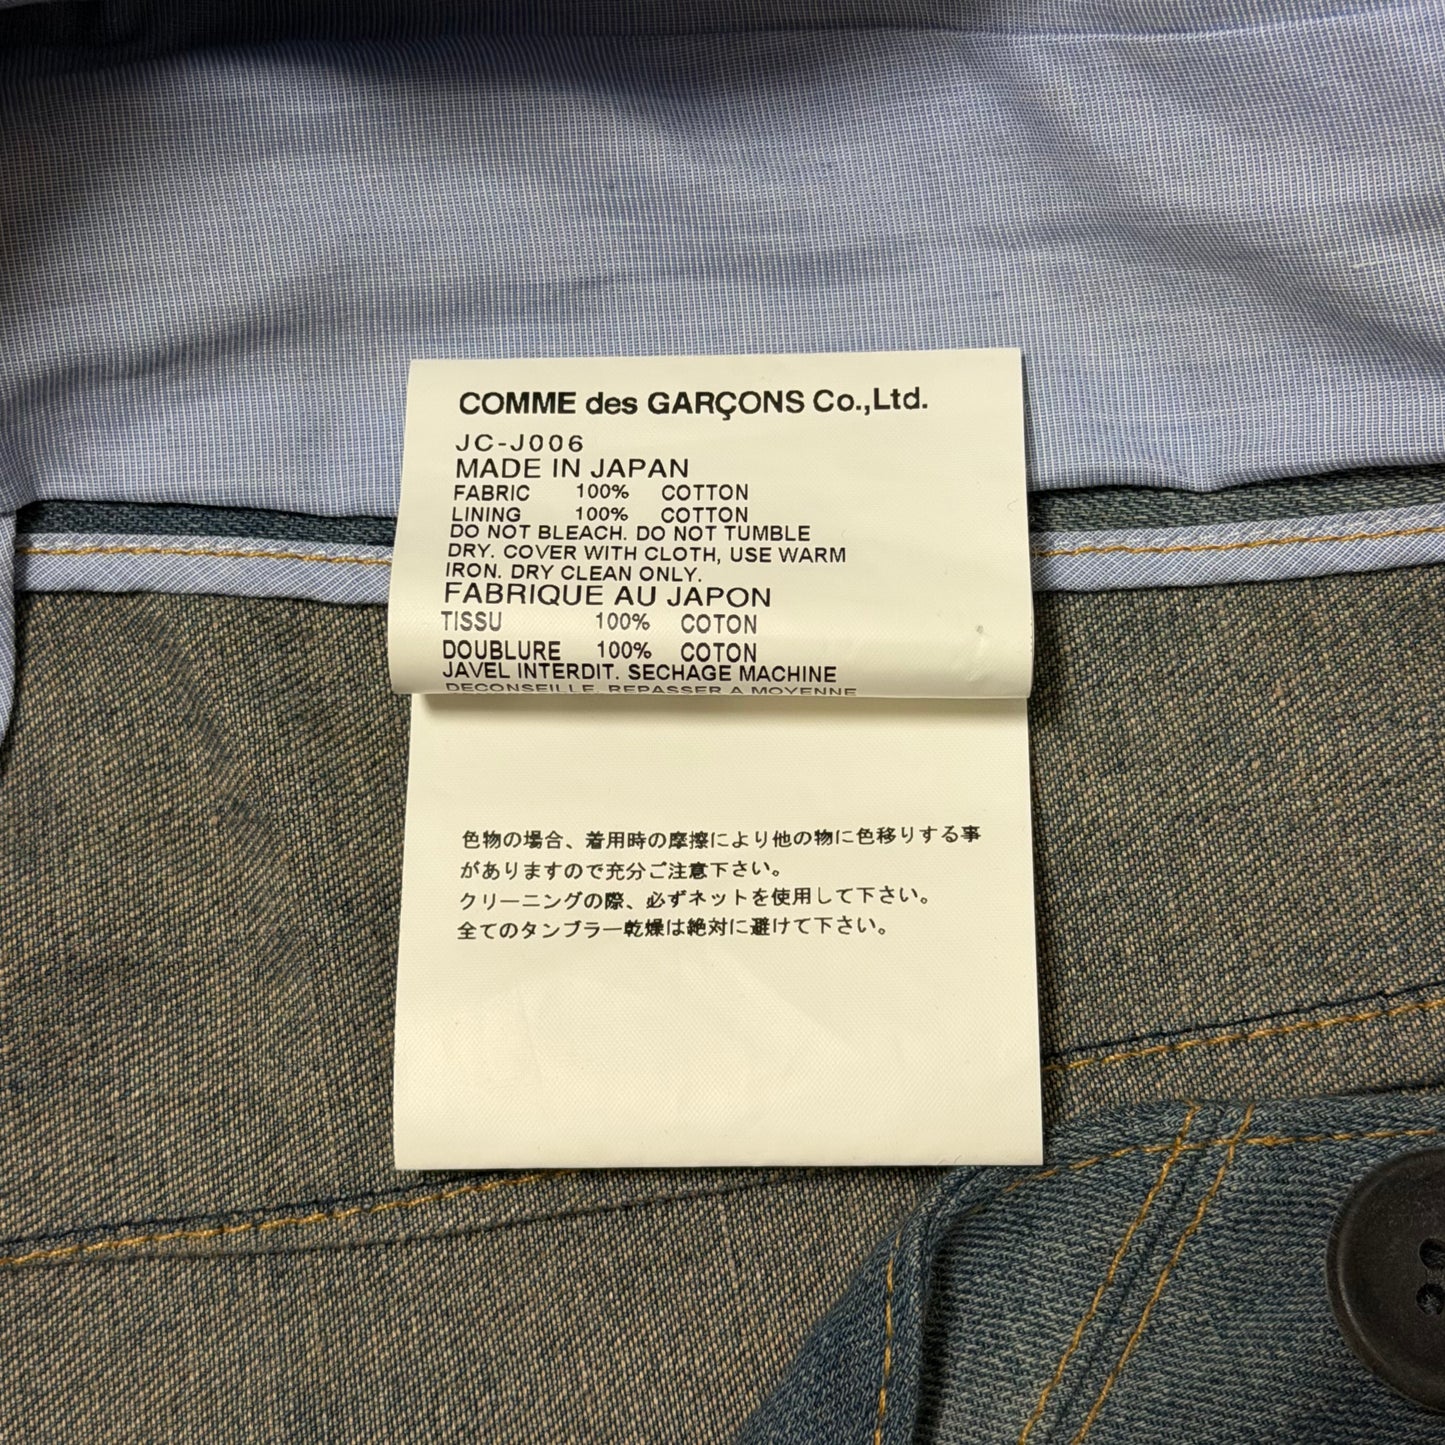 COMME des GARÇONS Co.,Ltd.
JC-J006
MADE IN JAPAN
FABRIC 100% COTTON
LINING 100% COTTON
DO NOT BLEACH. DO NOT TUMBLE
DRY. COVER WITH CLOTH, USE WARM
IRON. DRY CLEAN ONLY.
FABRIQUE AU JAPON
TISSU 100% COTON
DOUBLURE 100% COTON
JAVEL INTERDIT. SECHAGE MACHINE
DECONSEILLE. REPASSER A MOYENNE
色物の場合、着用時の摩擦により他の物に色移りする事
がありますので充分ご注意下さい。
クリーニングの際、必ずネットを使用して下さい。
全てのタンブラー乾燥は絶対に避けて下さい。